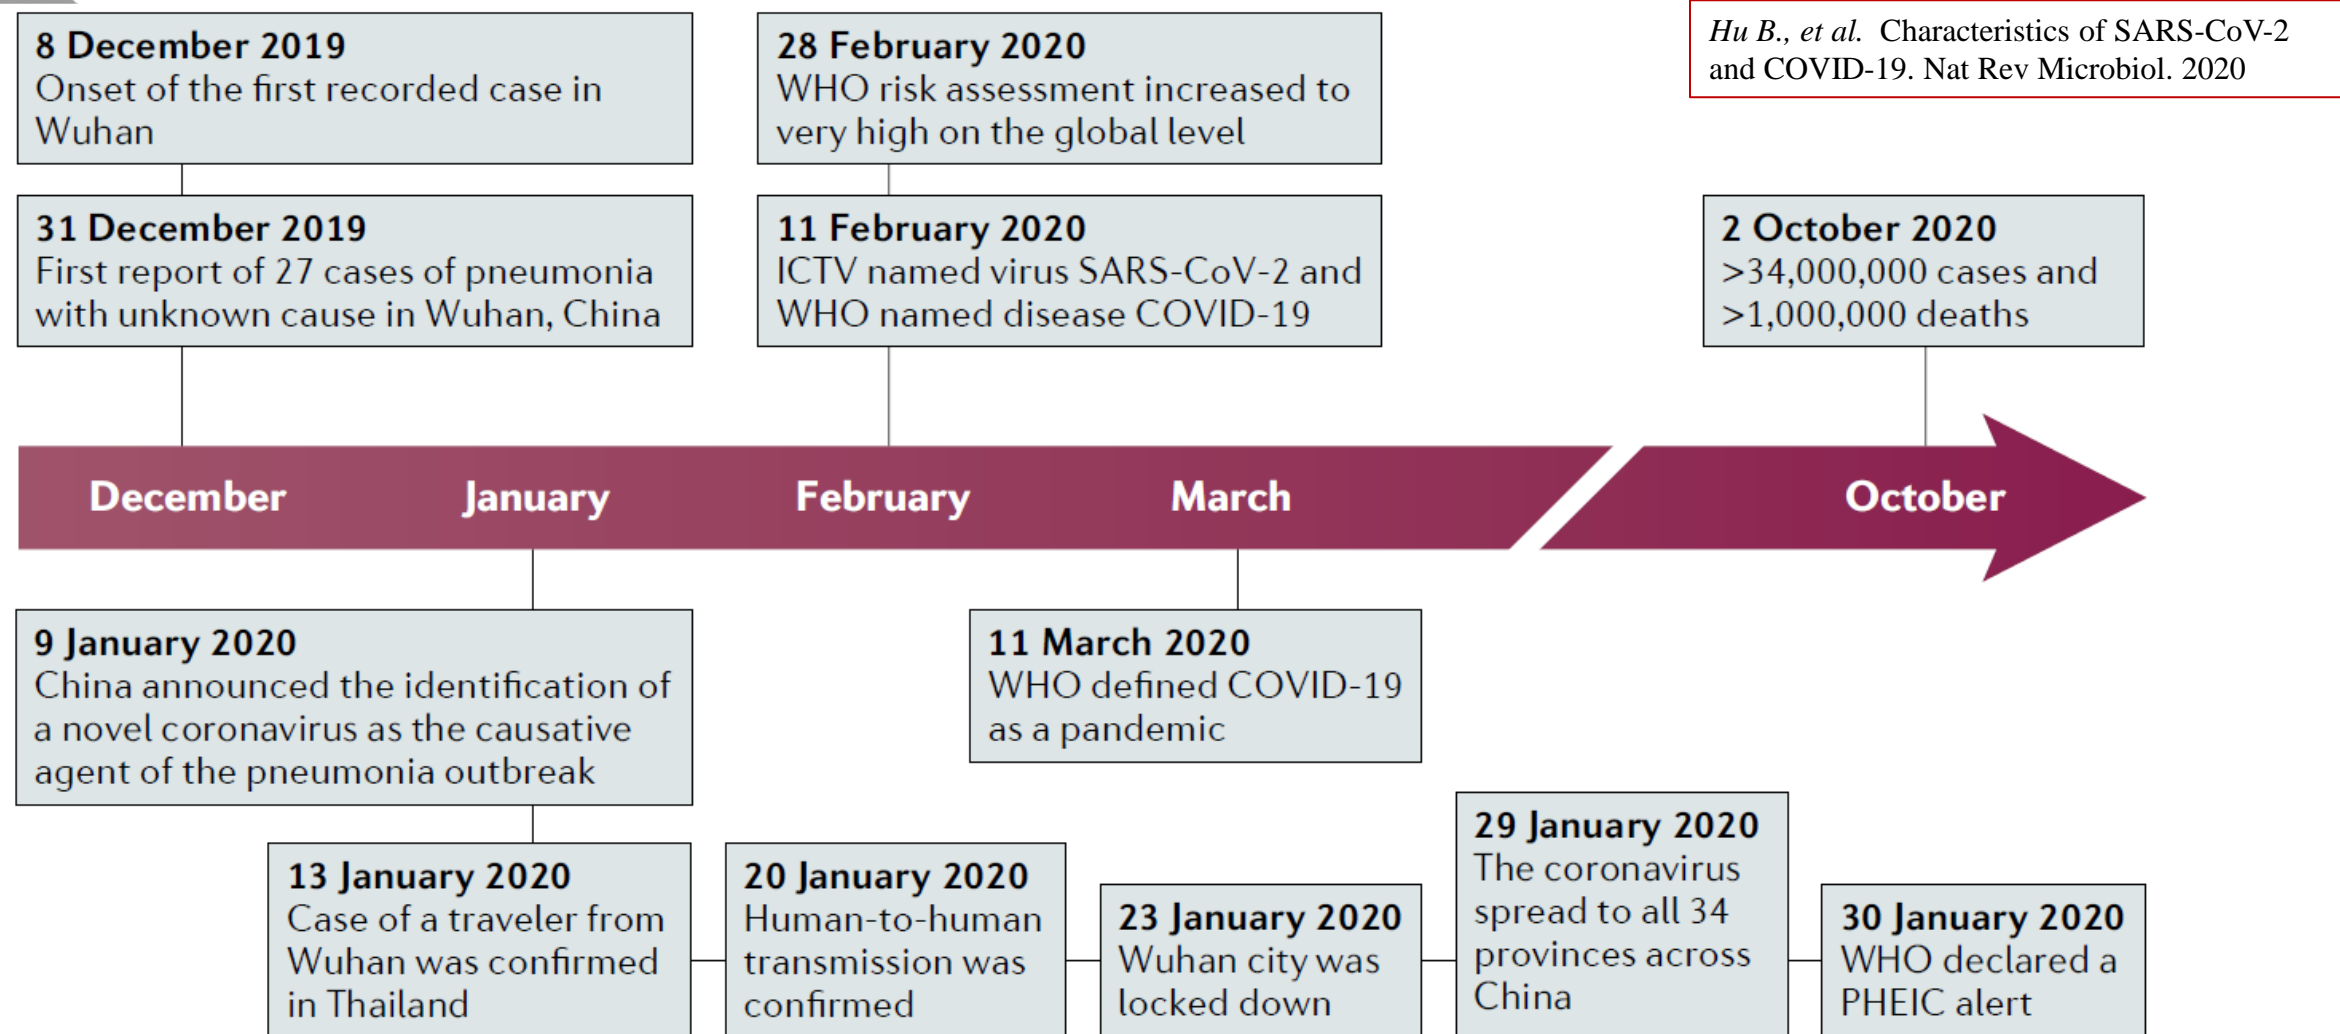 8 December 2019
Onset of the first recorded case in
Wuhan
28 February 2020
WHO risk assessment increased to
very high on the global level
Hu B., et al. Characteristics of SARS-CoV-2
and COVID-19. Nat Rev Microbiol. 2020
31 December 2019
First report of 27 cases of pneumonia
with unknown cause in Wuhan, China
11 February 2020
ICTV named virus SARS-CoV-2 and
WHO named disease COVID-19
2 October 2020
>34,000,000 cases and
>1,000,000 deaths
December
January
February
March
October
9 January 2020
China announced the identification of
a novel coronavirus as the causative
agent of the pneumonia outbreak
11 March 2020
WHO defined COVID-19
as a pandemic
13 January 2020
Case of a traveler from
Wuhan was confirmed
in Thailand
20 January 2020
Human-to-human
transmission was
confirmed
23 January 2020
Wuhan city was
locked down
29 January 2020
The coronavirus
spread to all 34
provinces across
China
30 January 2020
WHO declared a
PHEIC alert